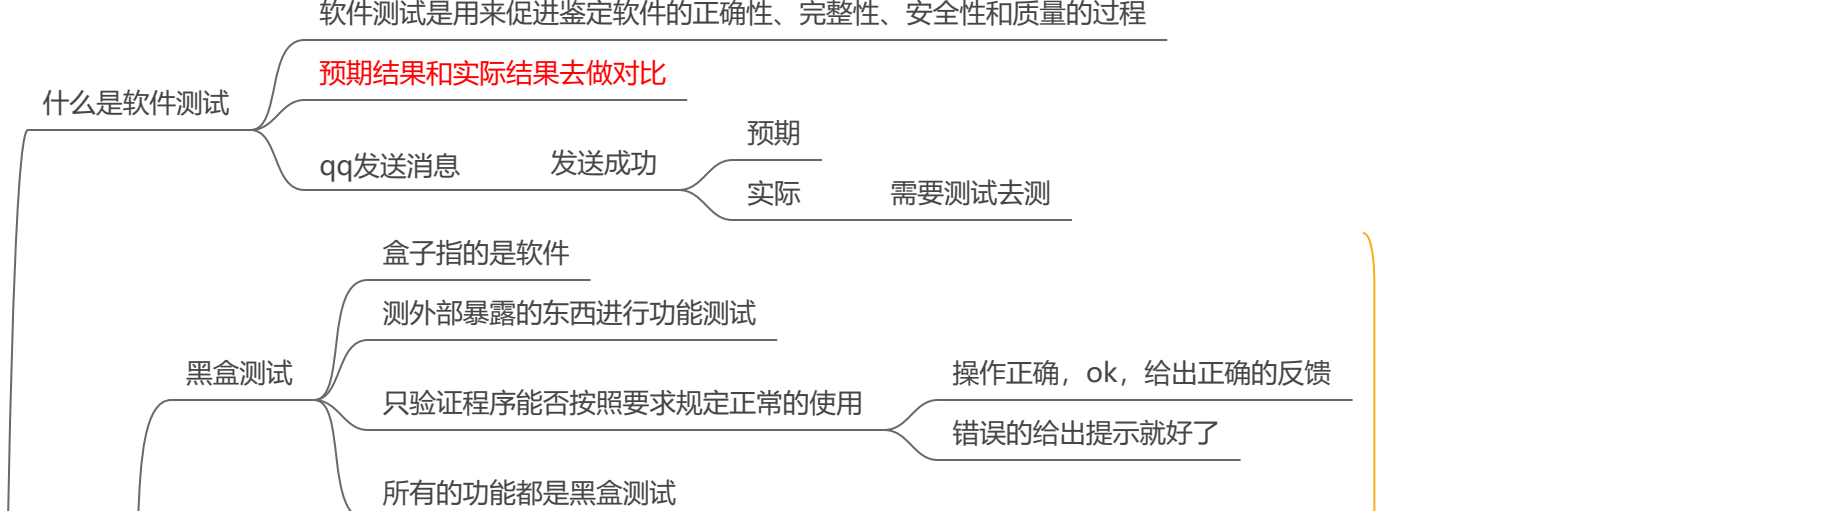 软件测试是用来促进鉴定软件的正确性、完整性、安全性和质量的过程
预期结果和实际结果去做对比
什么是软件测试
预期
qq发送消息
发送成功
实际
需要测试去测
盒子指的是软件
测外部暴露的东西进行功能测试
黑盒测试
操作正确，ok，给出正确的反馈
只验证程序能否按照要求规定正常的使用
错误的给出提示就好了
所有的功能都是黑盒测试